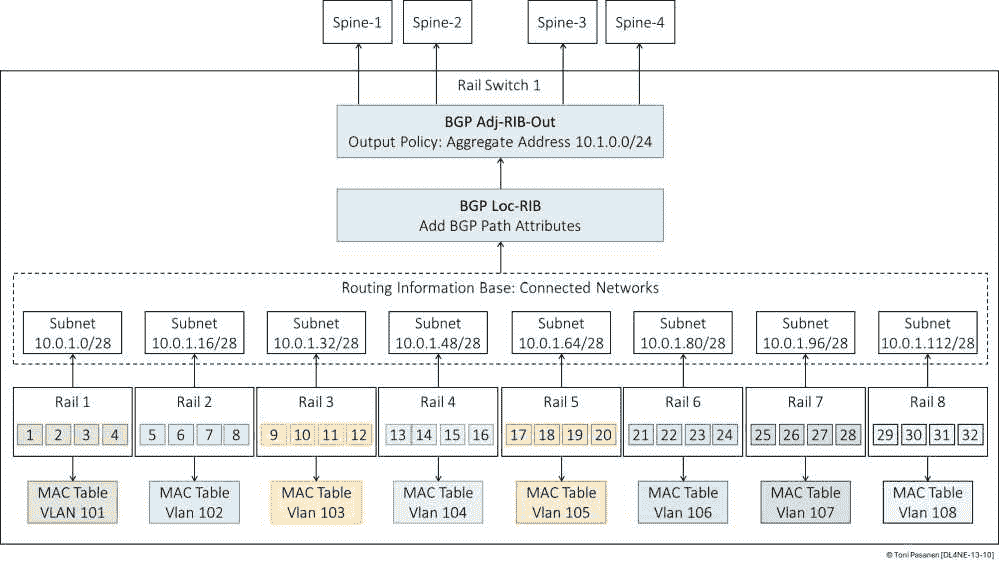 Spine-1
Spine-2
Spine-3
Spine-4
Rail Switch 1
BGP Adj-RIB-Out
Output Policy: Aggregate Address 10.1.0.0/24
BGP Loc-RIB
Add BGP Path Attributes
Routing Information Base: Connected Networks
Subnet
10.0.1.0/28
Subnet
10.0.1.16/28
Subnet
10.0.1.32/28
Subnet
10.0.1.48/28
Subnet
10.0.1.64/28
Subnet
10.0.1.80/28
Subnet
10.0.1.96/28
Subnet
10.0.1.112/28
Rail 1
1 2 3 4
Rail 2
5 6 7 8
Rail 3
9 10 11 12
Rail 4
13 14 15 16
Rail 5
17 18 19 20
Rail 6
21 22 23 24
Rail 7
25 26 27 28
Rail 8
29 30 31 32
MAC Table
VLAN 101
MAC Table
Vlan 102
MAC Table
Vlan 103
MAC Table
Vlan 104
MAC Table
Vlan 105
MAC Table
Vlan 106
MAC Table
Vlan 107
MAC Table
Vlan 108
© Toni Pasanen [DL4NE-13-10]